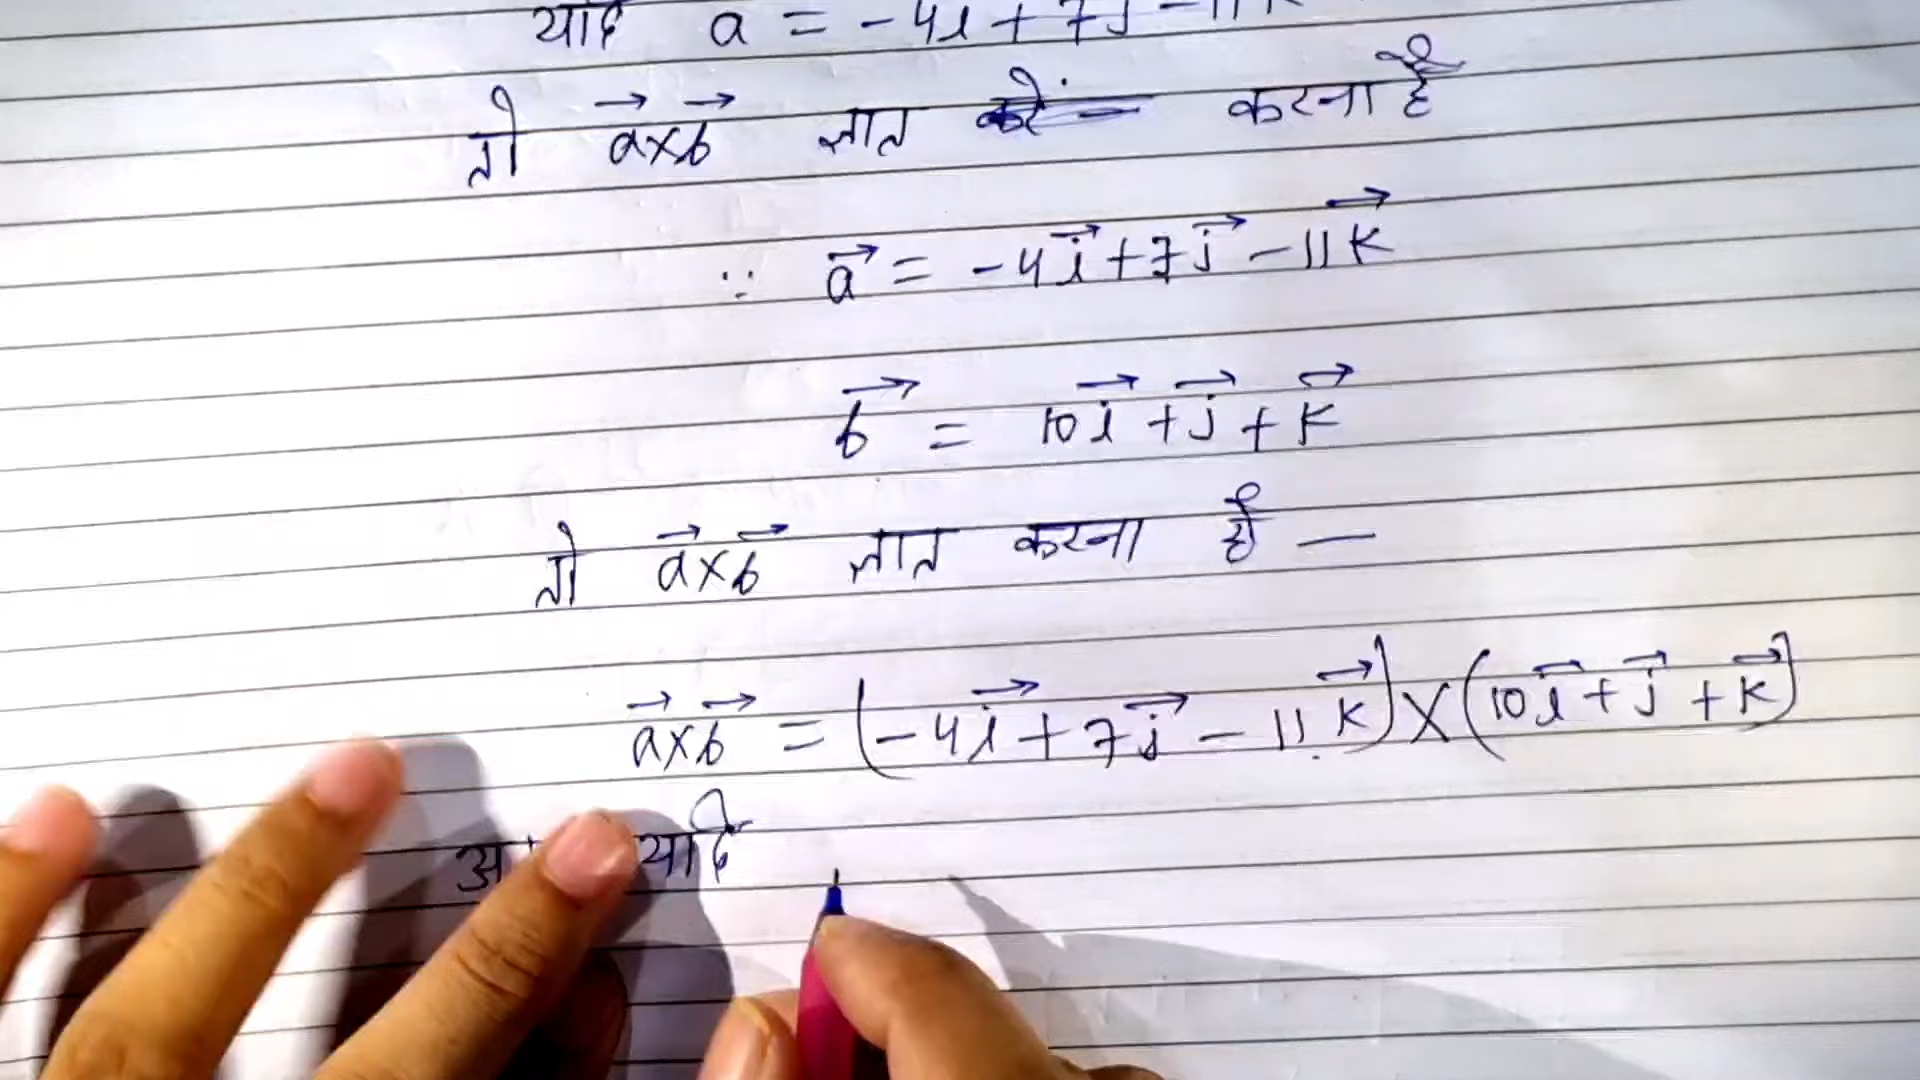 यदि a = -4i + 7j - 11k
तो a⃗×b⃗ ज्ञात करना है
∵ a⃗ = -4i⃗ + 7j⃗ - 11k⃗
b⃗ = 10i⃗ + j⃗ + k⃗
तो a⃗×b⃗ ज्ञात करना है —
a⃗×b⃗ = (-4i⃗ + 7j⃗ - 11k⃗) × (10i⃗ + j⃗ + k⃗)
यदि